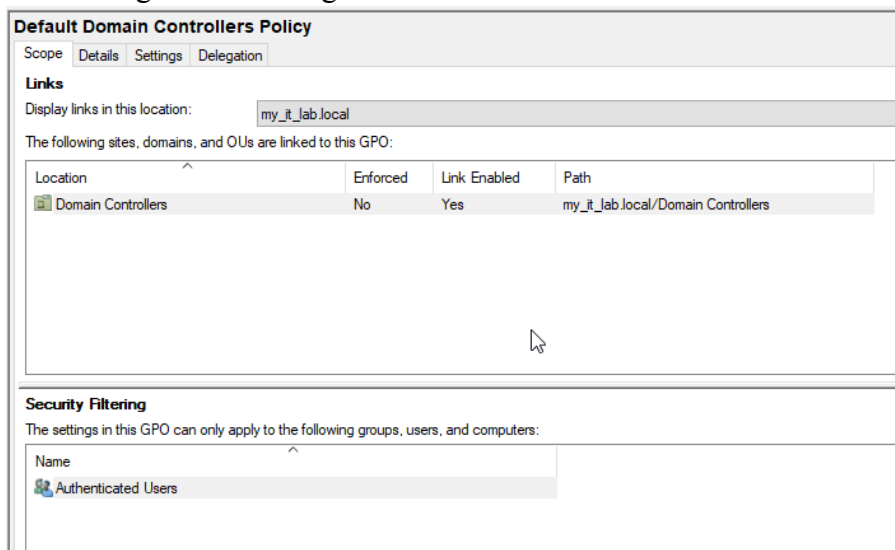 Default Domain Controllers Policy
Scope Details Settings Delegation
Links
Display links in this location: my_it_lab.local
The following sites, domains, and OUs are linked to this GPO:
Location Enforced Link Enabled Path
Domain Controllers No Yes my_it_lab.local/Domain Controllers
Security Filtering
The settings in this GPO can only apply to the following groups, users, and computers:
Name
Authenticated Users